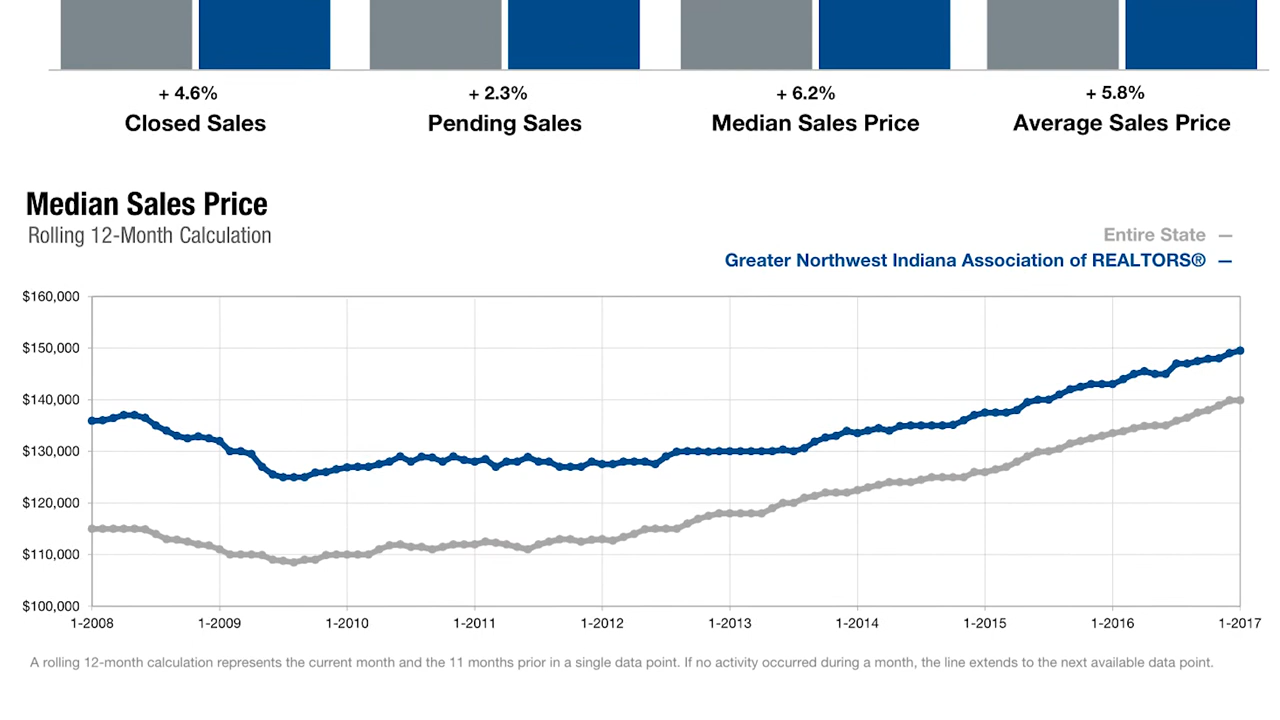 + 4.6% + 2.3% + 6.2% + 5.8%
Closed Sales Pending Sales Median Sales Price Average Sales Price
Median Sales Price
Rolling 12-Month Calculation
Entire State
Greater Northwest Indiana Association of REALTORS®
$160,000
$150,000
$140,000
$130,000
$120,000
$110,000
$100,000
1-2008 1-2009 1-2010 1-2011 1-2012 1-2013 1-2014 1-2015 1-2016 1-2017
A rolling 12-month calculation represents the current month and the 11 months prior in a single data point. If no activity occurred during a month, the line extends to the next available data point.